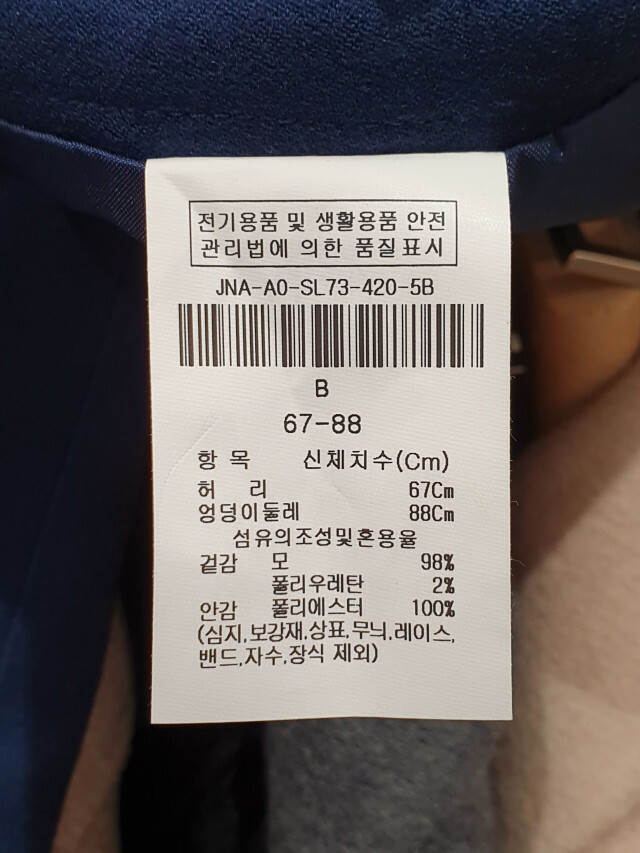 전기용품 및 생활용품 안전
관리법에 의한 품질표시
JNA-A0-SL73-420-5B
B
67-88
항 목 신체치수(Cm)
허 리 67Cm
엉덩이둘레 88Cm
섬유의조성및혼용율
겉감 모 98%
폴리우레탄 2%
안감 폴리에스터 100%
(심지,보강재,상표,무늬,레이스,
밴드,자수,장식 제외)